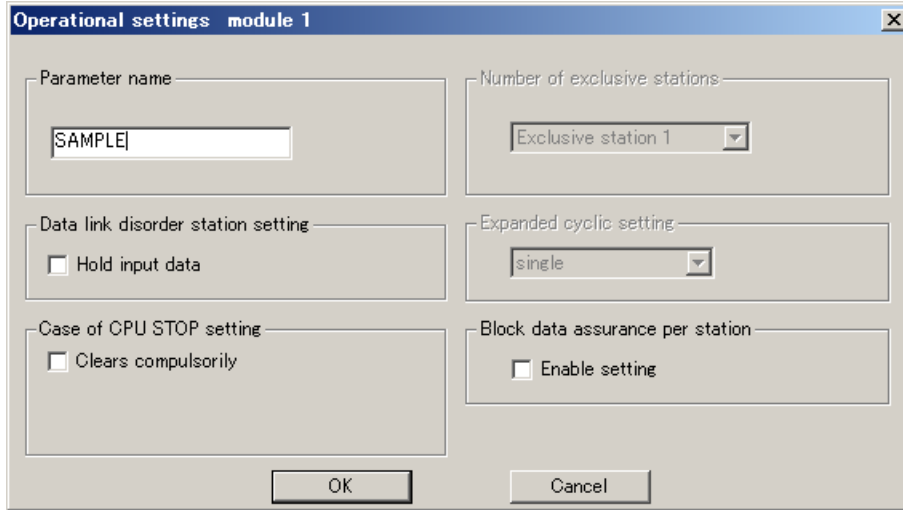 Operational settings module 1
Parameter name
SAMPLE
Number of exclusive stations
Exclusive station 1
Data link disorder station setting
Hold input data
Expanded cyclic setting
single
Case of CPU STOP setting
Clears compulsorily
Block data assurance per station
Enable setting
OK
Cancel